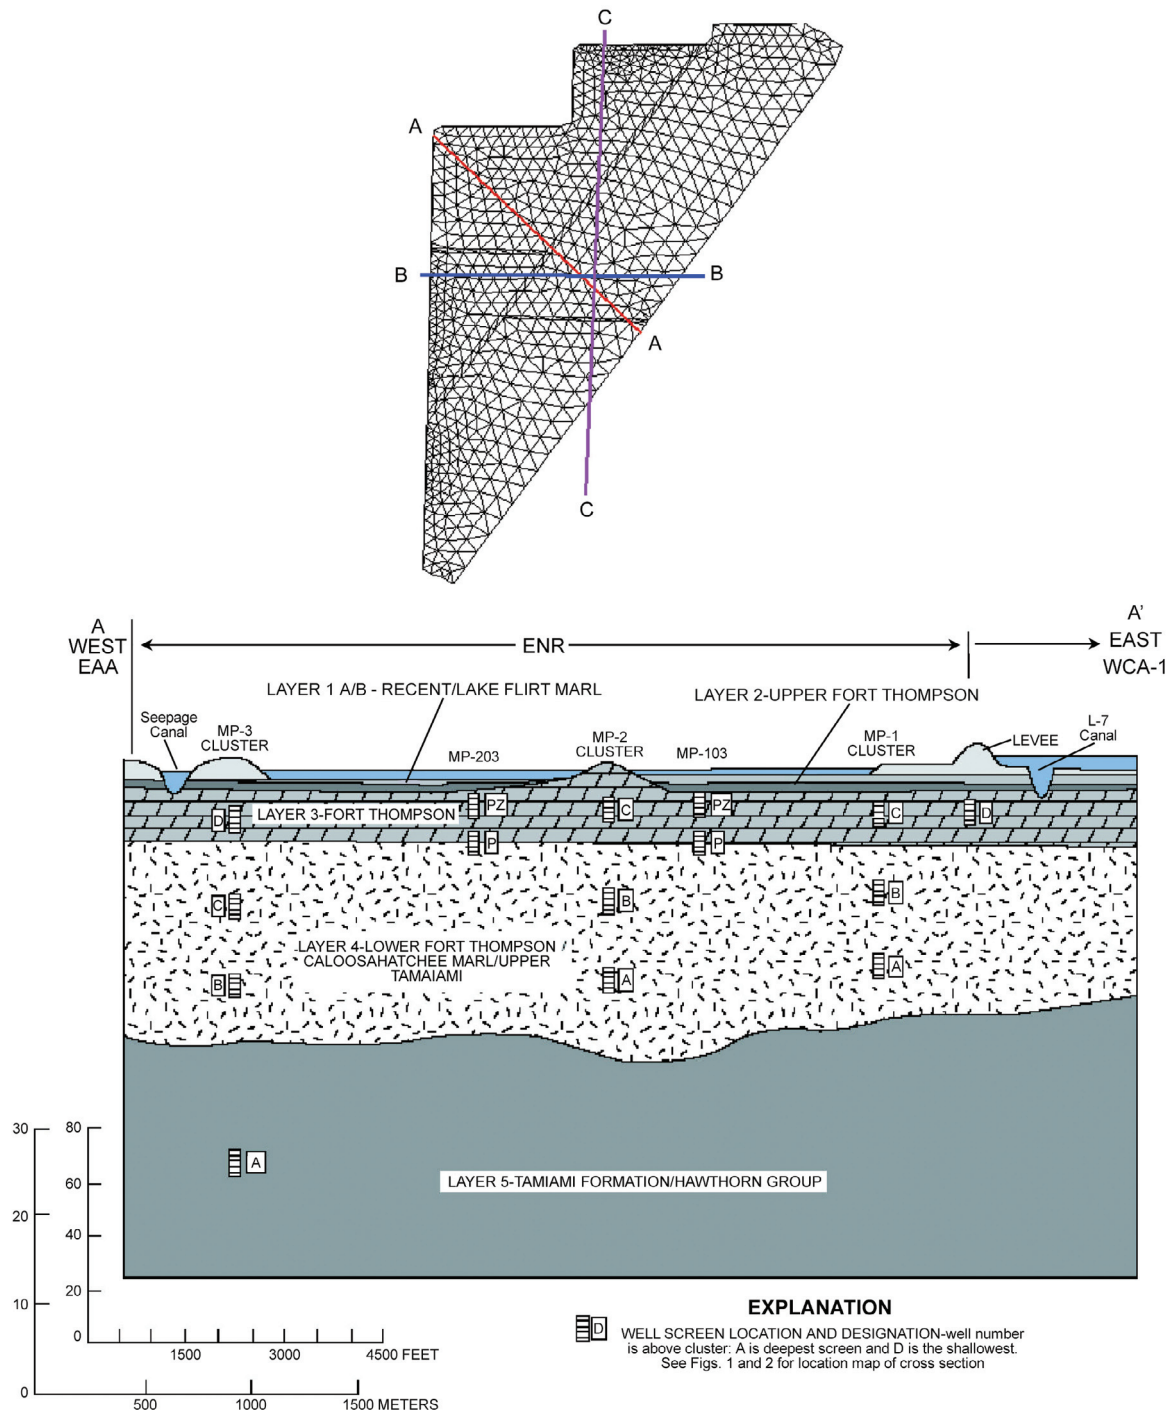 C
A
B
B
A
C
A
WEST
EAA
ENR
A'
EAST
WCA-1
LAYER 1 A/B - RECENT/LAKE FLIRT MARL
LAYER 2-UPPER FORT THOMPSON
Seepage
Canal
MP-3
CLUSTER
MP-203
MP-2
CLUSTER
MP-103
MP-1
CLUSTER
LEVEE
L-7
Canal
D
LAYER 3-FORT THOMPSON
PZ
C
PZ
C
D
P
P
C
B
B
LAYER 4-LOWER FORT THOMPSON /
CALOOSAHATCHEE MARL/UPPER
TAMAIAMI
B
A
A
A
LAYER 5-TAMIAMI FORMATION/HAWTHORN GROUP
30
20
10
0
80
60
40
20
0
1500
3000
4500 FEET
500
1000
1500 METERS
EXPLANATION
D
WELL SCREEN LOCATION AND DESIGNATION-well number
is above cluster: A is deepest screen and D is the shallowest.
See Figs. 1 and 2 for location map of cross section